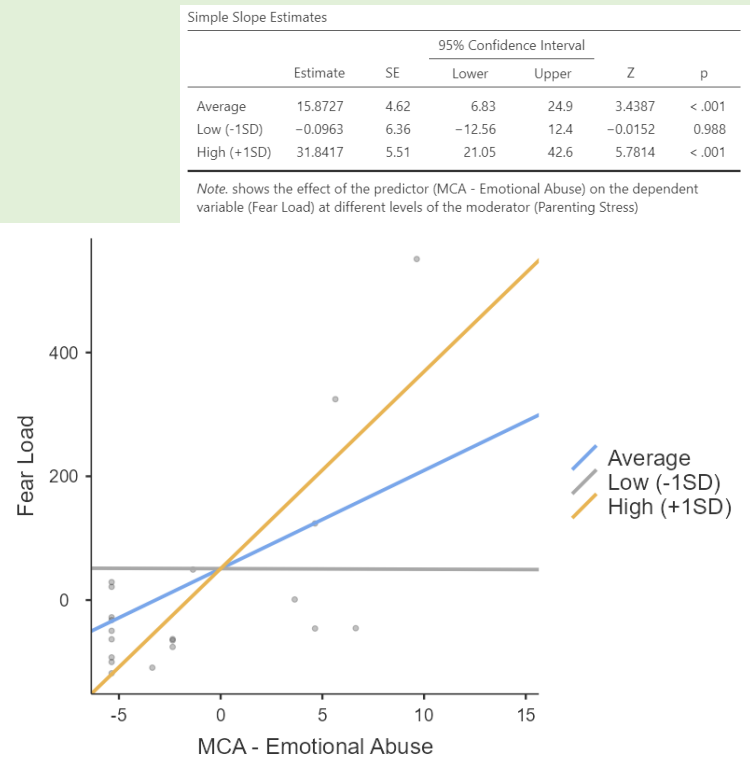 Simple Slope Estimates
95% Confidence Interval
Estimate SE Lower Upper Z p
Average 15.8727 4.62 6.83 24.9 3.4387 < .001
Low (-1SD) −0.0963 6.36 −12.56 12.4 −0.0152 0.988
High (+1SD) 31.8417 5.51 21.05 42.6 5.7814 < .001
Note. shows the effect of the predictor (MCA - Emotional Abuse) on the dependent
variable (Fear Load) at different levels of the moderator (Parenting Stress)
400
200
0
Fear Load
-5 0 5 10 15
MCA - Emotional Abuse
Average
Low (-1SD)
High (+1SD)